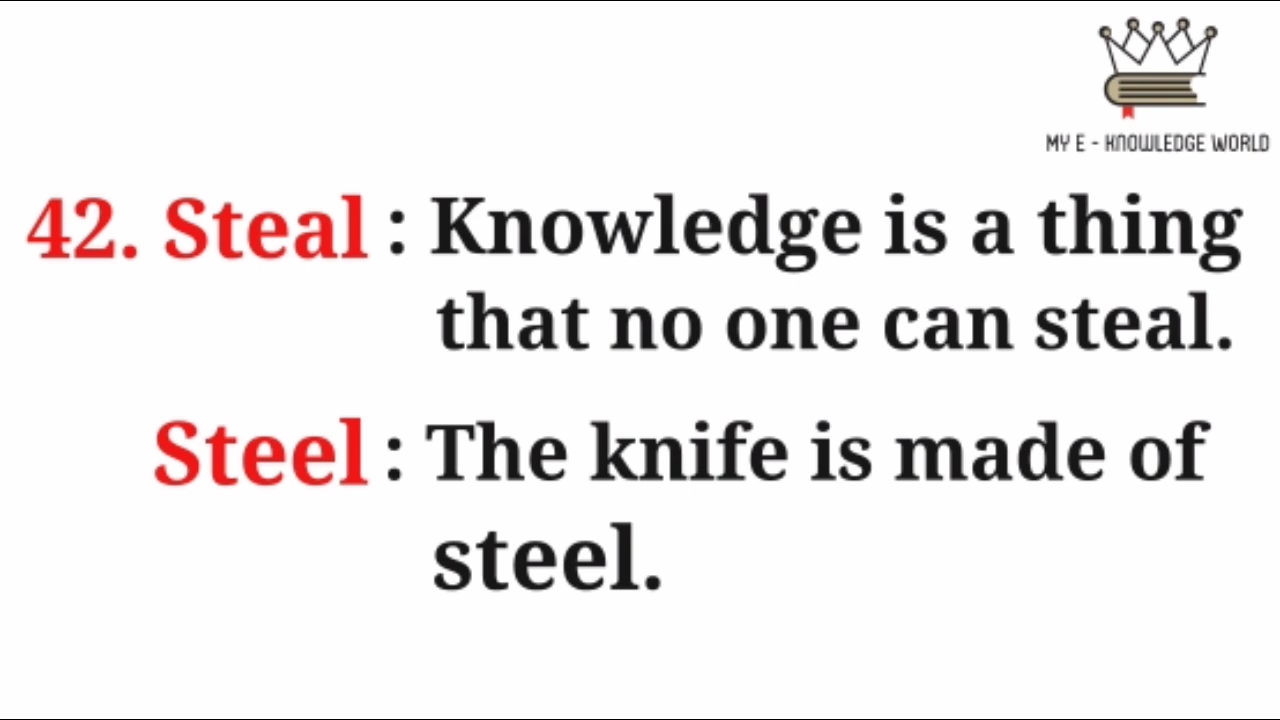 MY E - KNOWLEDGE WORLD
42. Steal : Knowledge is a thing
that no one can steal.
Steel : The knife is made of
steel.